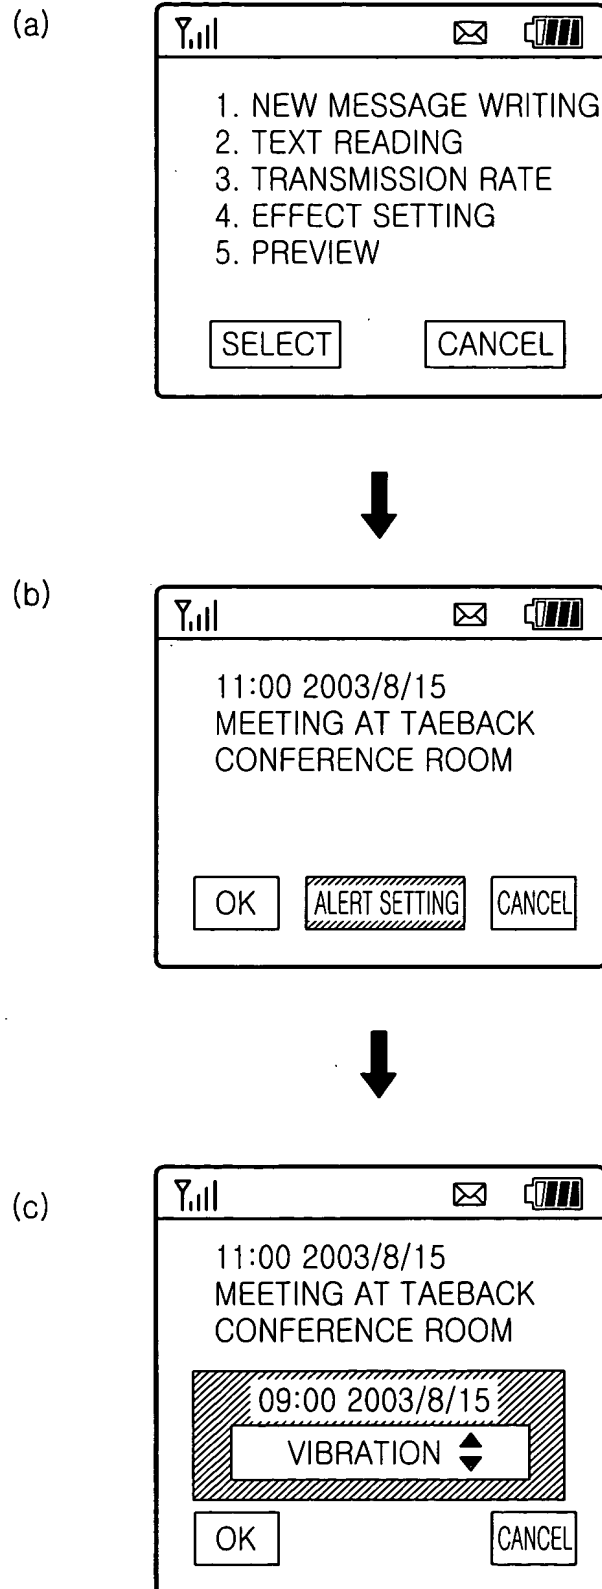 (a)
1. NEW MESSAGE WRITING
2. TEXT READING
3. TRANSMISSION RATE
4. EFFECT SETTING
5. PREVIEW
SELECT CANCEL
(b)
11:00 2003/8/15
MEETING AT TAEBACK
CONFERENCE ROOM
OK ALERT SETTING CANCEL
(c)
11:00 2003/8/15
MEETING AT TAEBACK
CONFERENCE ROOM
09:00 2003/8/15
VIBRATION
OK CANCEL